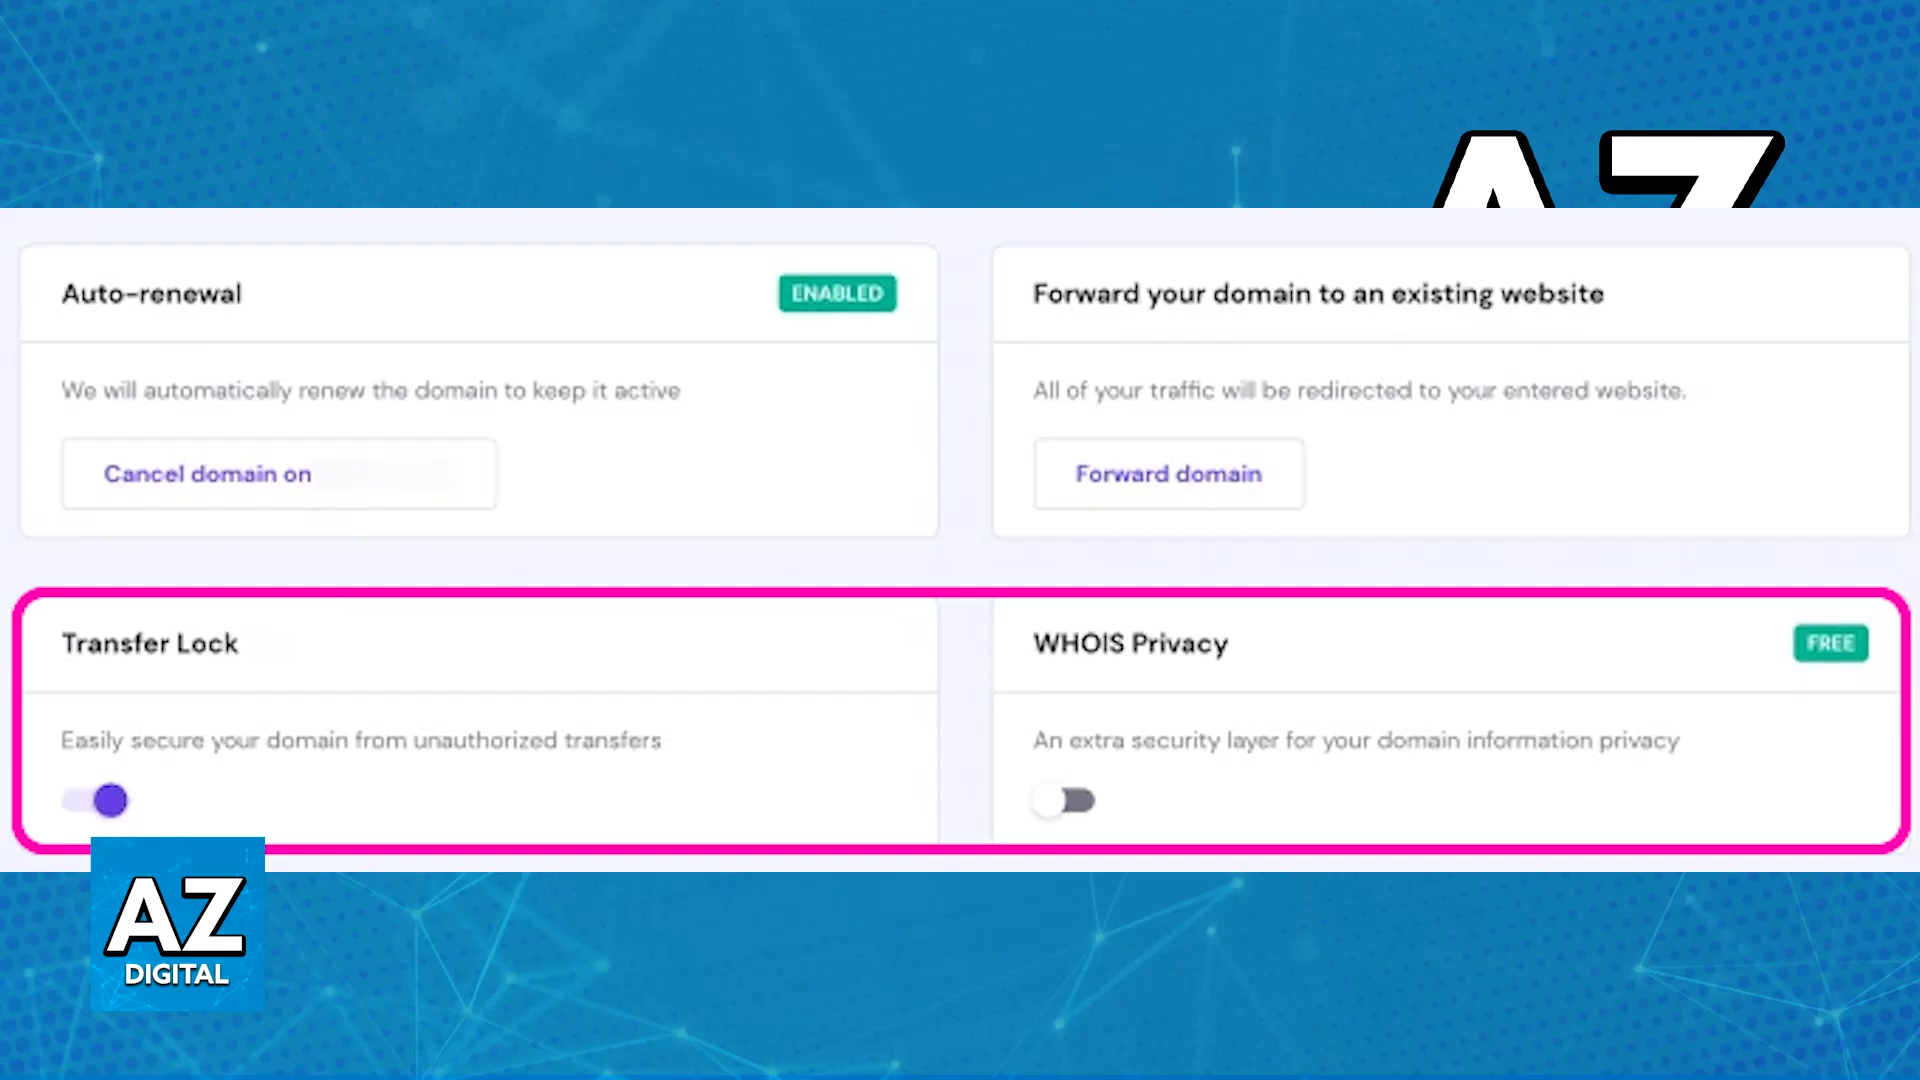 AZ
Auto-renewal
ENABLED
We will automatically renew the domain to keep it active
Cancel domain on
Forward your domain to an existing website
All of your traffic will be redirected to your entered website.
Forward domain
Transfer Lock
Easily secure your domain from unauthorized transfers
WHOIS Privacy
FREE
An extra security layer for your domain information privacy
AZ
DIGITAL